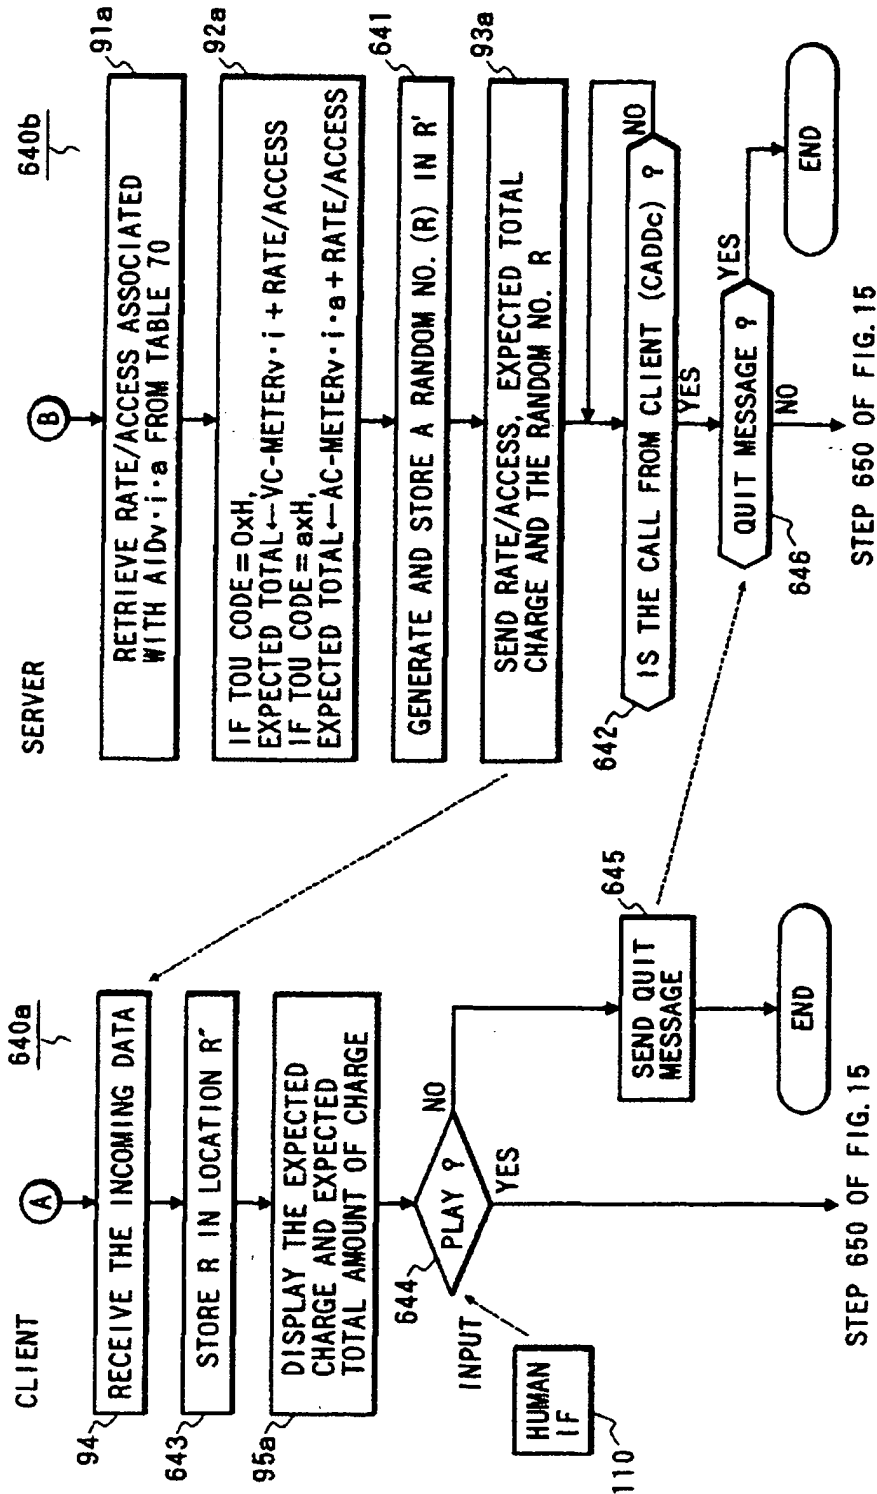 CLIENT
640a
A
94
RECEIVE THE INCOMING DATA
643
STORE R IN LOCATION R″
95a
DISPLAY THE EXPECTED
CHARGE AND EXPECTED
TOTAL AMOUNT OF CHARGE
644
PLAY ?
NO
YES
INPUT
HUMAN
IF
110
645
SEND QUIT
MESSAGE
END
STEP 650 OF FIG. 15
SERVER
640b
B
91a
RETRIEVE RATE/ACCESS ASSOCIATED
WITH AIDv·i·a FROM TABLE 70
92a
IF TOU CODE=0xH,
EXPECTED TOTAL←VC-METERv·i+RATE/ACCESS
IF TOU CODE=axH,
EXPECTED TOTAL←AC-METERv·i·a+RATE/ACCESS
641
GENERATE AND STORE A RANDOM NO. (R) IN R'
93a
SEND RATE/ACCESS, EXPECTED TOTAL
CHARGE AND THE RANDOM NO. R
642
IS THE CALL FROM CLIENT (CADDc) ?
NO
YES
QUIT MESSAGE ?
646
YES
NO
END
STEP 650 OF FIG. 15